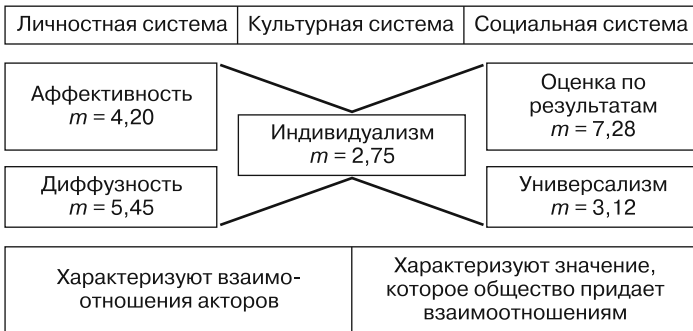 Личностная система
Культурная система
Социальная система
Аффективность
m = 4,20
Индивидуализм
m = 2,75
Оценка по
результатам
m = 7,28
Диффузность
m = 5,45
Универсализм
m = 3,12
Характеризуют взаимо-
отношения акторов
Характеризуют значение,
которое общество придает
взаимоотношениям